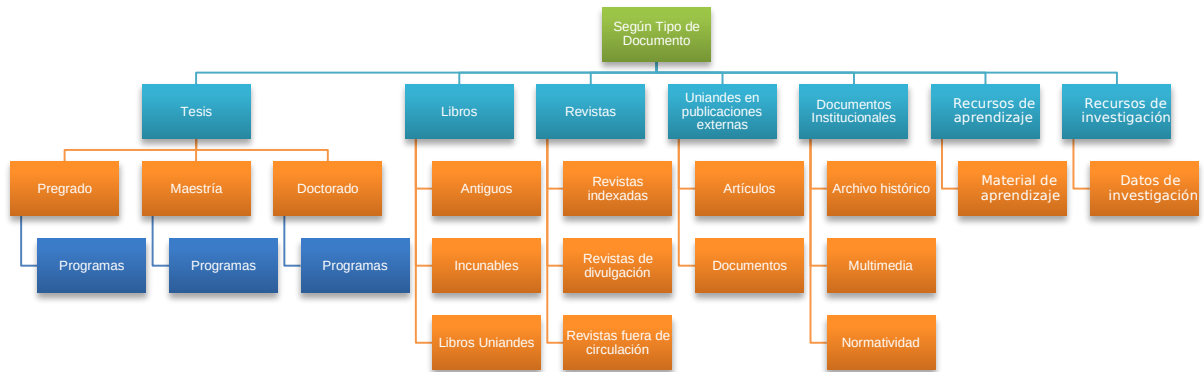 Según Tipo de
Documento
Tesis
Libros
Revistas
Uniandes en
publicaciones
externas
Documentos
Institucionales
Recursos de
aprendizaje
Recursos de
investigación
Pregrado
Maestría
Doctorado
Antiguos
Revistas
indexadas
Artículos
Archivo histórico
Material de
aprendizaje
Datos de
investigación
Programas
Programas
Programas
Incunables
Revistas de
divulgación
Documentos
Multimedia
Libros Uniandes
Revistas fuera de
circulación
Normatividad